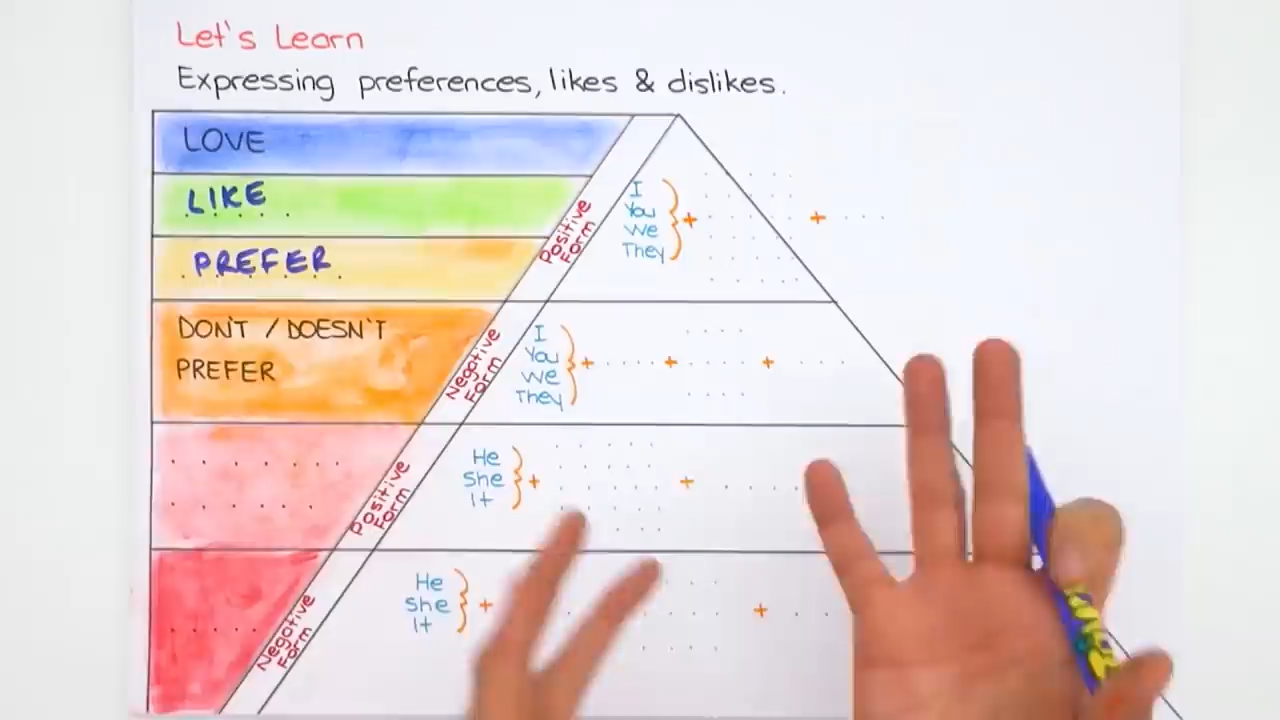 Let's Learn
Expressing preferences, likes & dislikes.
LOVE
LIKE
PREFER
DON'T / DOESN'T
PREFER
Positive
Form
I
You
We
They
+
+
Negative
Form
I
You
We
They
+
+
+
Positive
Form
He
She
It
+
+
Negative
Form
He
She
It
+
+